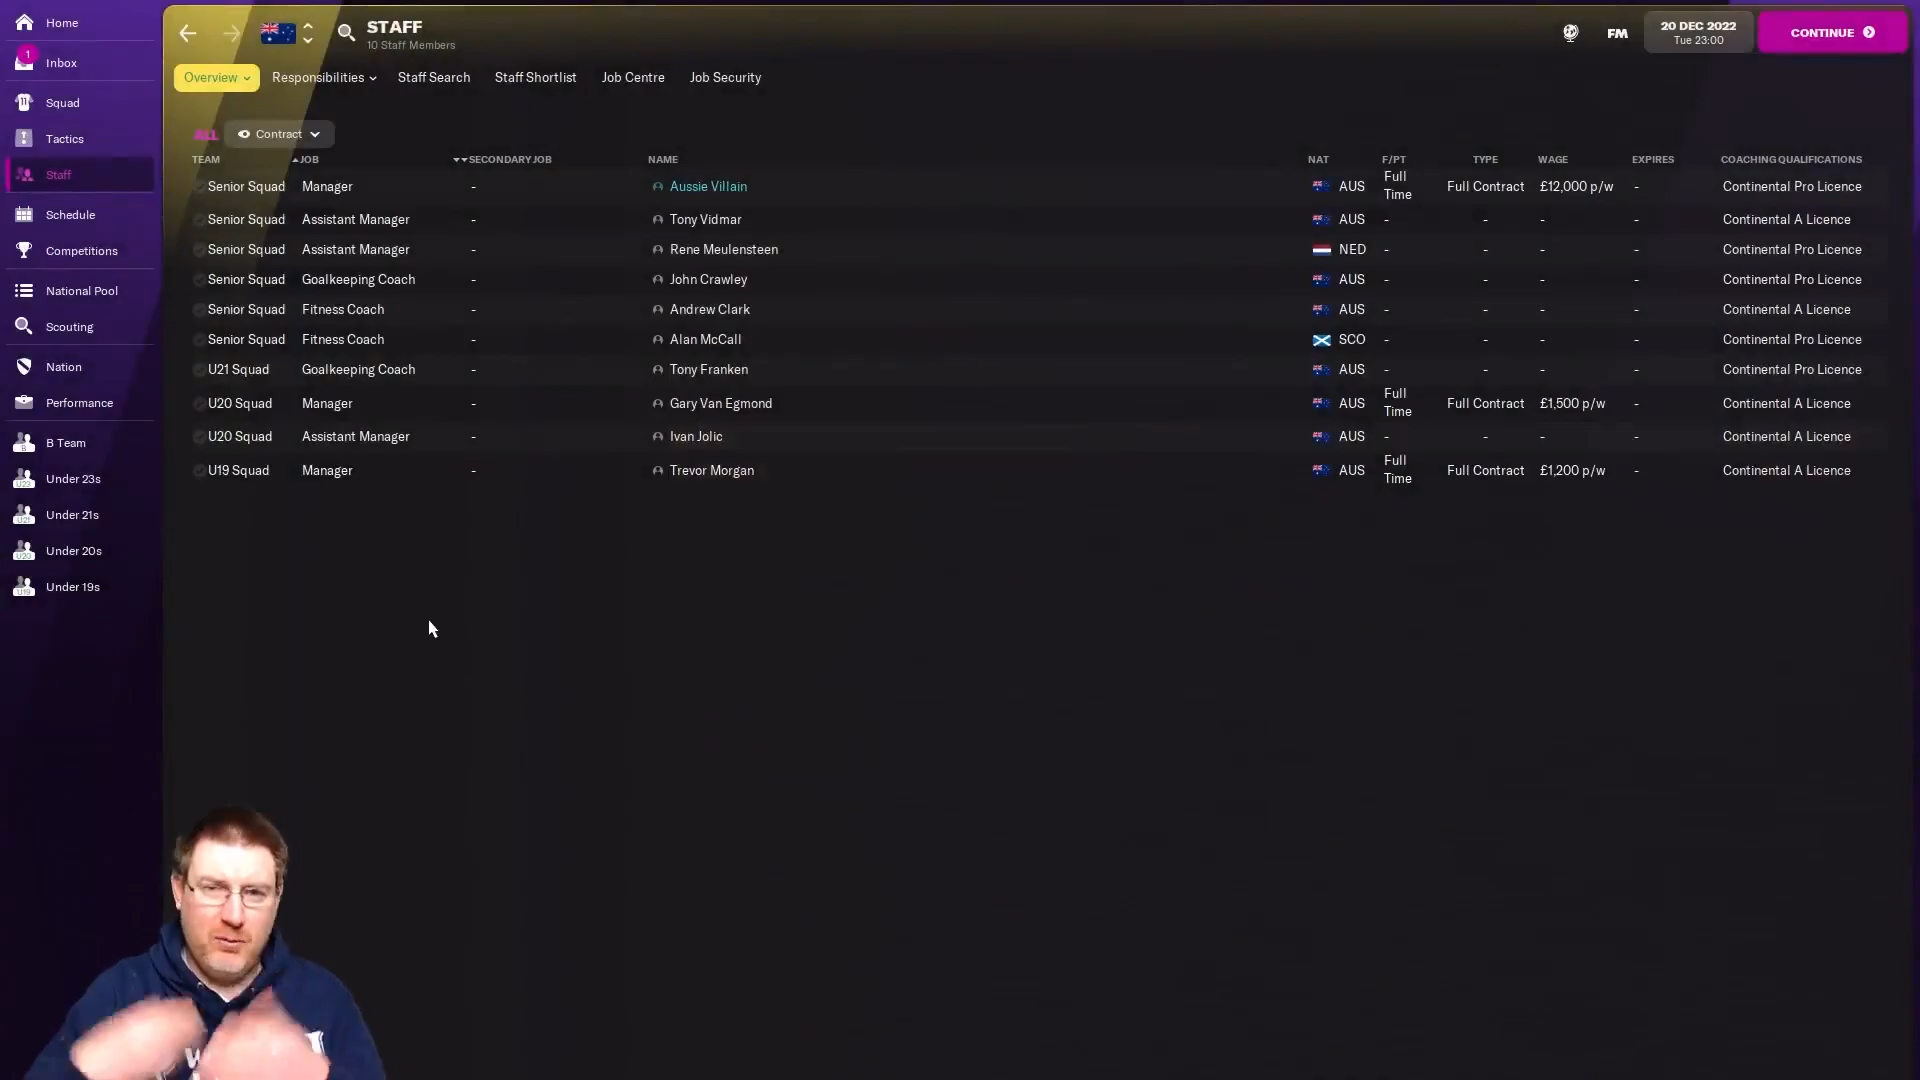 Home
1
Inbox
Squad
Tactics
Staff
Schedule
Competitions
National Pool
Scouting
Nation
Performance
B Team
Under 23s
Under 21s
Under 20s
Under 19s
STAFF
10 Staff Members
FM
20 DEC 2022
Tue 23:00
CONTINUE
Overview Responsibilities Staff Search Staff Shortlist Job Centre Job Security
ALL Contract
TEAM JOB SECONDARY JOB NAME NAT F/PT TYPE WAGE EXPIRES COACHING QUALIFICATIONS
Senior Squad Manager - Aussie Villain AUS Full Time Full Contract £12,000 p/w - Continental Pro Licence
Senior Squad Assistant Manager - Tony Vidmar AUS - - - - Continental A Licence
Senior Squad Assistant Manager - Rene Meulensteen NED - - - - Continental Pro Licence
Senior Squad Goalkeeping Coach - John Crawley AUS - - - - Continental Pro Licence
Senior Squad Fitness Coach - Andrew Clark AUS - - - - Continental A Licence
Senior Squad Fitness Coach - Alan McCall SCO - - - - Continental Pro Licence
U21 Squad Goalkeeping Coach - Tony Franken AUS - - - - Continental Pro Licence
U20 Squad Manager - Gary Van Egmond AUS Full Time Full Contract £1,500 p/w - Continental A Licence
U20 Squad Assistant Manager - Ivan Jolic AUS - - - - Continental A Licence
U19 Squad Manager - Trevor Morgan AUS Full Time Full Contract £1,200 p/w - Continental A Licence